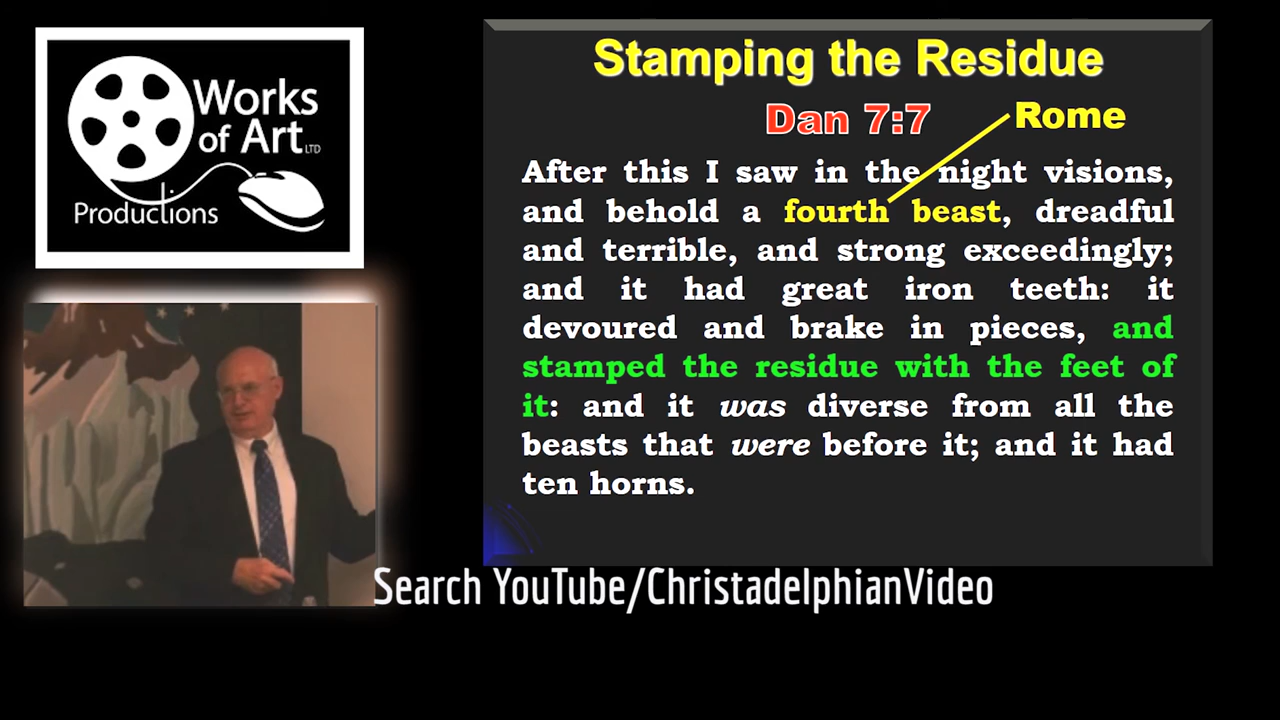 Works
of Art LTD
Productions
Stamping the Residue
Dan 7:7
Rome
After this I saw in the night visions,
and behold a fourth beast, dreadful
and terrible, and strong exceedingly;
and it had great iron teeth: it
devoured and brake in pieces, and
stamped the residue with the feet of
it: and it was diverse from all the
beasts that were before it; and it had
ten horns.
Search YouTube/ChristadelphianVideo